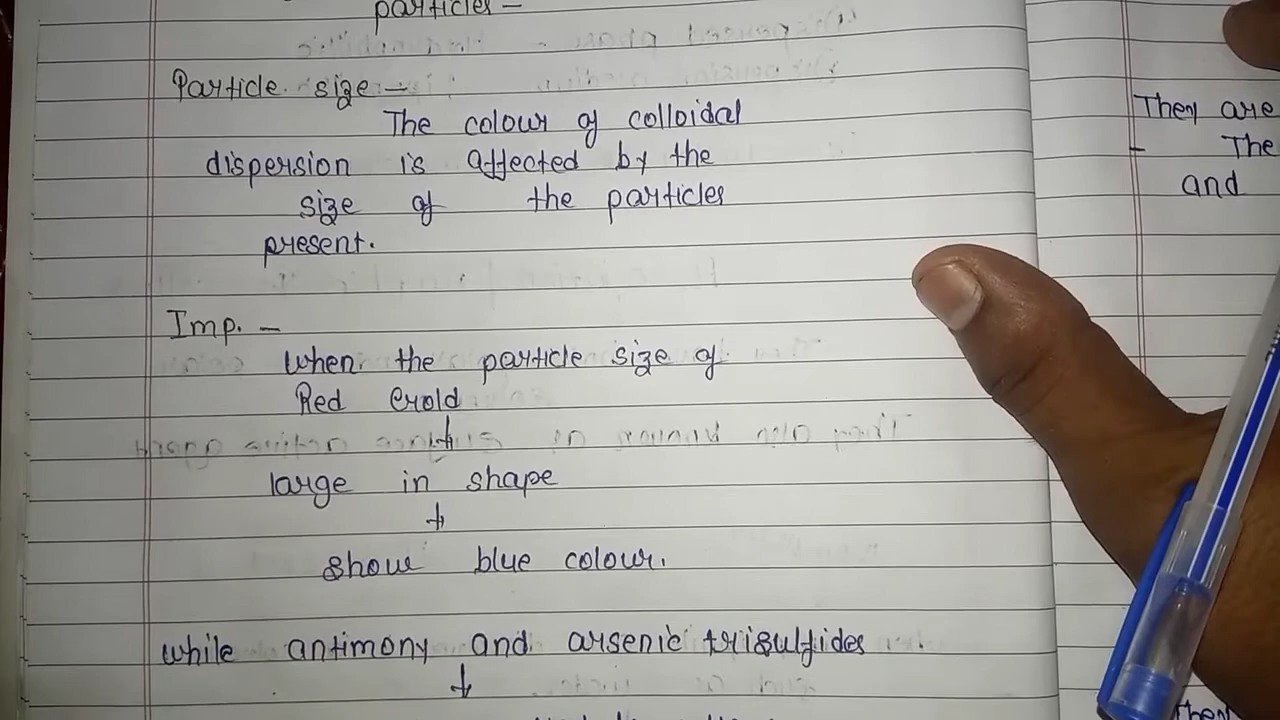 particles -
Particle size -
The colour of colloidal
dispersion is affected by the
size of the particles
present.
Imp. -
when the particle size of
Red Gold
↓
large in shape
↓
show blue colour.
while antimony and arsenic trisulfides
↓
They are
- The
and
Then